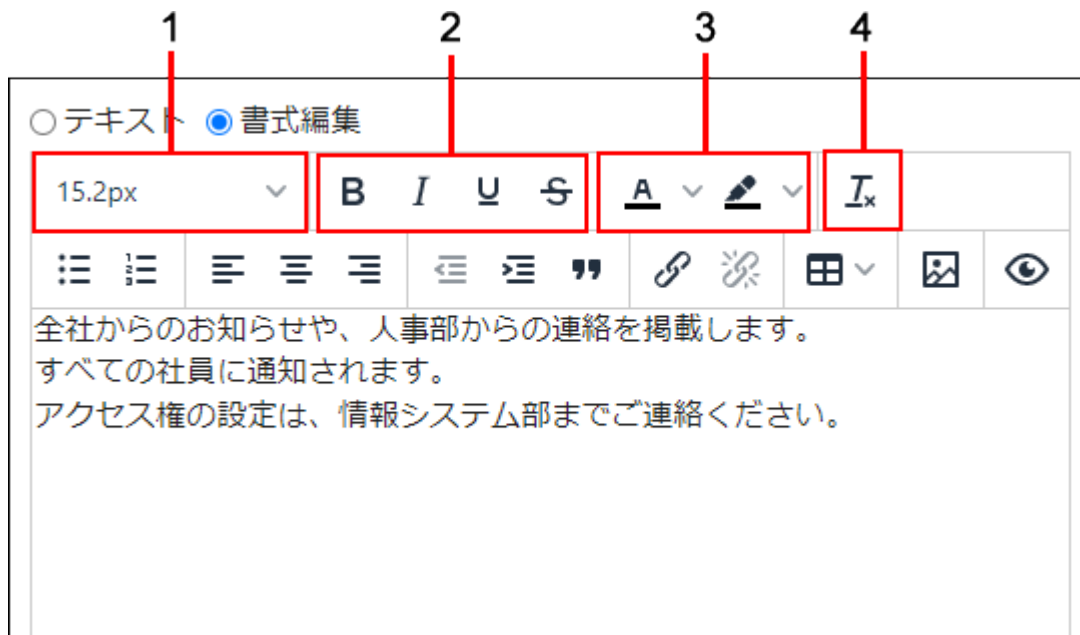 1 2 3 4
テキスト 書式編集
15.2px B I U S A T×
全社からのお知らせや、人事部からの連絡を掲載します。
すべての社員に通知されます。
アクセス権の設定は、情報システム部までご連絡ください。